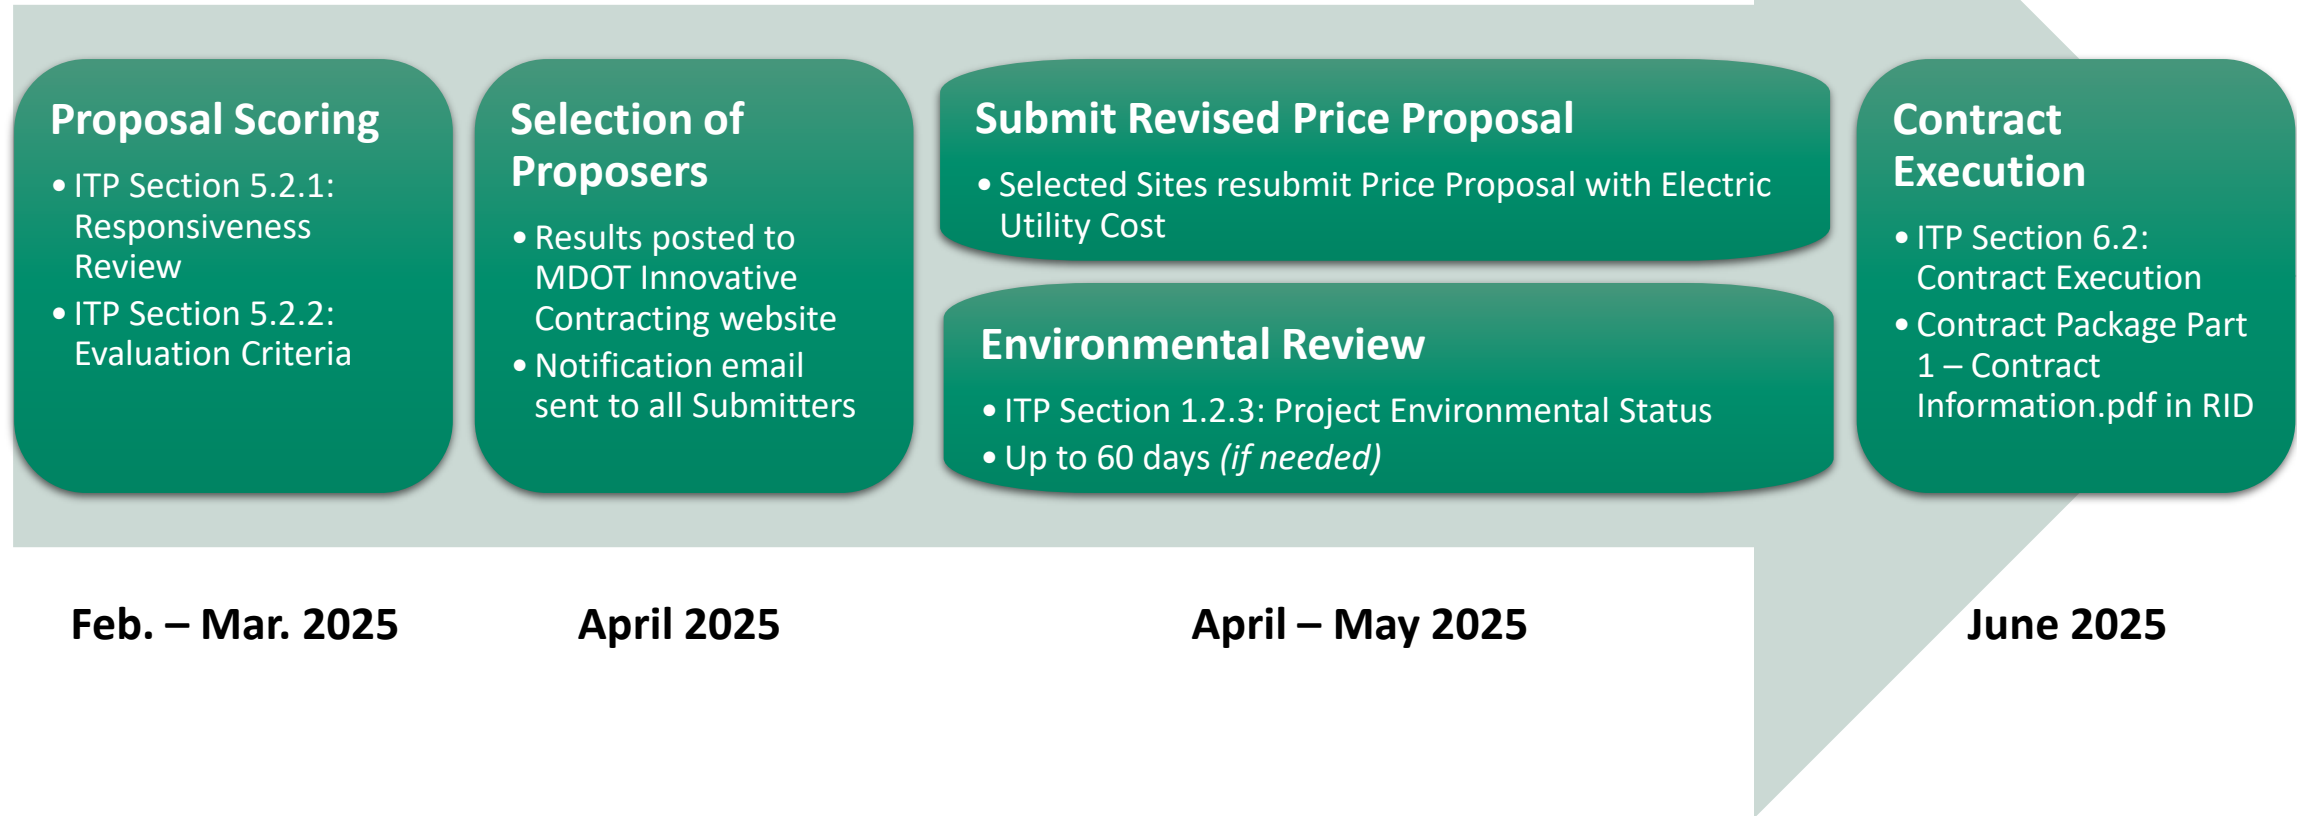 Proposal Scoring
• ITP Section 5.2.1:
Responsiveness
Review
• ITP Section 5.2.2:
Evaluation Criteria
Selection of
Proposers
• Results posted to
MDOT Innovative
Contracting website
• Notification email
sent to all Submitters
Submit Revised Price Proposal
• Selected Sites resubmit Price Proposal with Electric
Utility Cost
Environmental Review
• ITP Section 1.2.3: Project Environmental Status
• Up to 60 days (if needed)
Contract
Execution
• ITP Section 6.2:
Contract Execution
• Contract Package Part
1 – Contract
Information.pdf in RID
Feb. – Mar. 2025
April 2025
April – May 2025
June 2025